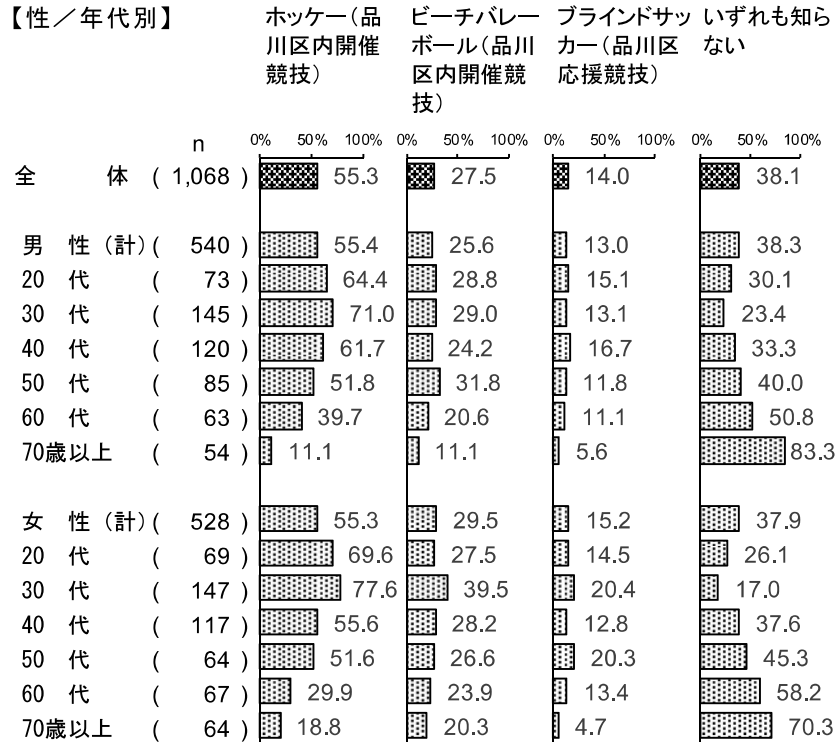 【性／年代別】 ホッケー（品 ビーチバレー ブラインドサッ いずれも知ら
川区内開催 ボール（品川 カー（品川区 ない
競技） 区内開催競 応援競技）
技）
n 0% 50% 100% 0% 50% 100% 0% 50% 100% 0% 50% 100%
全 体 ( 1,068 ) 55.3 27.5 14.0 38.1
男 性（計）( 540 ) 55.4 25.6 13.0 38.3
20 代 ( 73 ) 64.4 28.8 15.1 30.1
30 代 ( 145 ) 71.0 29.0 13.1 23.4
40 代 ( 120 ) 61.7 24.2 16.7 33.3
50 代 ( 85 ) 51.8 31.8 11.8 40.0
60 代 ( 63 ) 39.7 20.6 11.1 50.8
70歳以上 ( 54 ) 11.1 11.1 5.6 83.3
女 性（計）( 528 ) 55.3 29.5 15.2 37.9
20 代 ( 69 ) 69.6 27.5 14.5 26.1
30 代 ( 147 ) 77.6 39.5 20.4 17.0
40 代 ( 117 ) 55.6 28.2 12.8 37.6
50 代 ( 64 ) 51.6 26.6 20.3 45.3
60 代 ( 67 ) 29.9 23.9 13.4 58.2
70歳以上 ( 64 ) 18.8 20.3 4.7 70.3